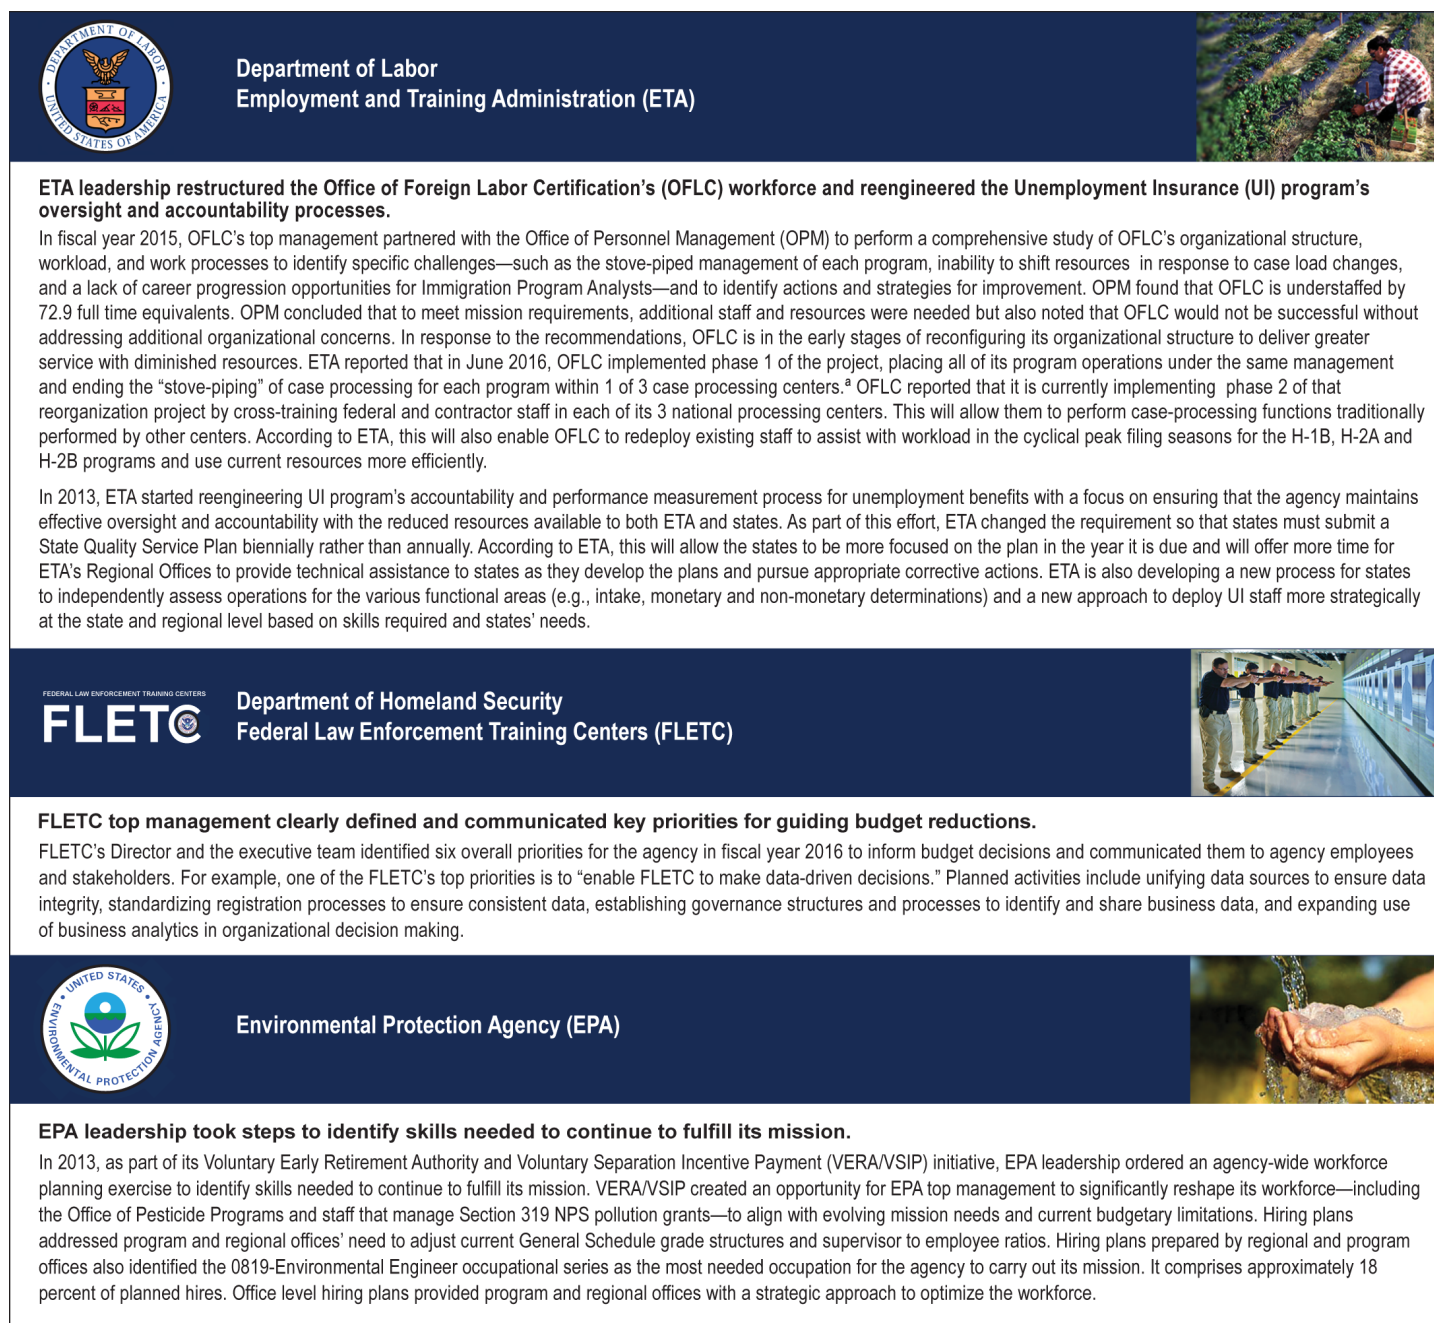 DEPARTMENT OF LABOR
UNITED STATES OF AMERICA
Department of Labor
Employment and Training Administration (ETA)
ETA leadership restructured the Office of Foreign Labor Certification’s (OFLC) workforce and reengineered the Unemployment Insurance (UI) program’s
oversight and accountability processes.
In fiscal year 2015, OFLC’s top management partnered with the Office of Personnel Management (OPM) to perform a comprehensive study of OFLC’s organizational structure,
workload, and work processes to identify specific challenges—such as the stove-piped management of each program, inability to shift resources in response to case load changes,
and a lack of career progression opportunities for Immigration Program Analysts—and to identify actions and strategies for improvement. OPM found that OFLC is understaffed by
72.9 full time equivalents. OPM concluded that to meet mission requirements, additional staff and resources were needed but also noted that OFLC would not be successful without
addressing additional organizational concerns. In response to the recommendations, OFLC is in the early stages of reconfiguring its organizational structure to deliver greater
service with diminished resources. ETA reported that in June 2016, OFLC implemented phase 1 of the project, placing all of its program operations under the same management
and ending the “stove-piping” of case processing for each program within 1 of 3 case processing centers.ª OFLC reported that it is currently implementing phase 2 of that
reorganization project by cross-training federal and contractor staff in each of its 3 national processing centers. This will allow them to perform case-processing functions traditionally
performed by other centers. According to ETA, this will also enable OFLC to redeploy existing staff to assist with workload in the cyclical peak filing seasons for the H-1B, H-2A and
H-2B programs and use current resources more efficiently.
In 2013, ETA started reengineering UI program’s accountability and performance measurement process for unemployment benefits with a focus on ensuring that the agency maintains
effective oversight and accountability with the reduced resources available to both ETA and states. As part of this effort, ETA changed the requirement so that states must submit a
State Quality Service Plan biennially rather than annually. According to ETA, this will allow the states to be more focused on the plan in the year it is due and will offer more time for
ETA’s Regional Offices to provide technical assistance to states as they develop the plans and pursue appropriate corrective actions. ETA is also developing a new process for states
to independently assess operations for the various functional areas (e.g., intake, monetary and non-monetary determinations) and a new approach to deploy UI staff more strategically
at the state and regional level based on skills required and states’ needs.
FEDERAL LAW ENFORCEMENT TRAINING CENTERS
FLETC
Department of Homeland Security
Federal Law Enforcement Training Centers (FLETC)
FLETC top management clearly defined and communicated key priorities for guiding budget reductions.
FLETC’s Director and the executive team identified six overall priorities for the agency in fiscal year 2016 to inform budget decisions and communicated them to agency employees
and stakeholders. For example, one of the FLETC’s top priorities is to “enable FLETC to make data-driven decisions.” Planned activities include unifying data sources to ensure data
integrity, standardizing registration processes to ensure consistent data, establishing governance structures and processes to identify and share business data, and expanding use
of business analytics in organizational decision making.
UNITED STATES
ENVIRONMENTAL PROTECTION AGENCY
Environmental Protection Agency (EPA)
EPA leadership took steps to identify skills needed to continue to fulfill its mission.
In 2013, as part of its Voluntary Early Retirement Authority and Voluntary Separation Incentive Payment (VERA/VSIP) initiative, EPA leadership ordered an agency-wide workforce
planning exercise to identify skills needed to continue to fulfill its mission. VERA/VSIP created an opportunity for EPA top management to significantly reshape its workforce—including
the Office of Pesticide Programs and staff that manage Section 319 NPS pollution grants—to align with evolving mission needs and current budgetary limitations. Hiring plans
addressed program and regional offices’ need to adjust current General Schedule grade structures and supervisor to employee ratios. Hiring plans prepared by regional and program
offices also identified the 0819-Environmental Engineer occupational series as the most needed occupation for the agency to carry out its mission. It comprises approximately 18
percent of planned hires. Office level hiring plans provided program and regional offices with a strategic approach to optimize the workforce.